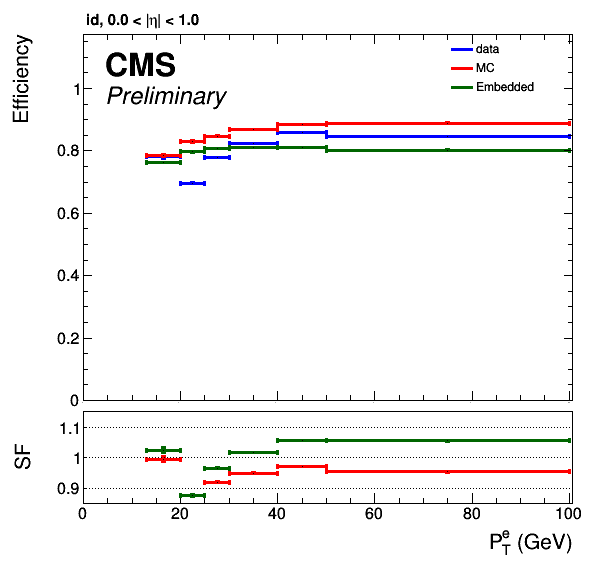 id, 0.0 < |η| < 1.0
CMS
Preliminary
data
MC
Embedded
Efficiency
1
0.8
0.6
0.4
0.2
0
SF
1.1
1
0.9
0 20 40 60 80 100
P_T^e (GeV)